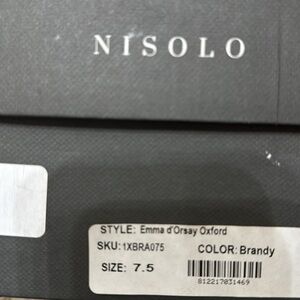 NISOLO
STYLE: Emma d'Orsay Oxford
SKU: 1XBRA075 COLOR: Brandy
SIZE: 7.5
812217031469